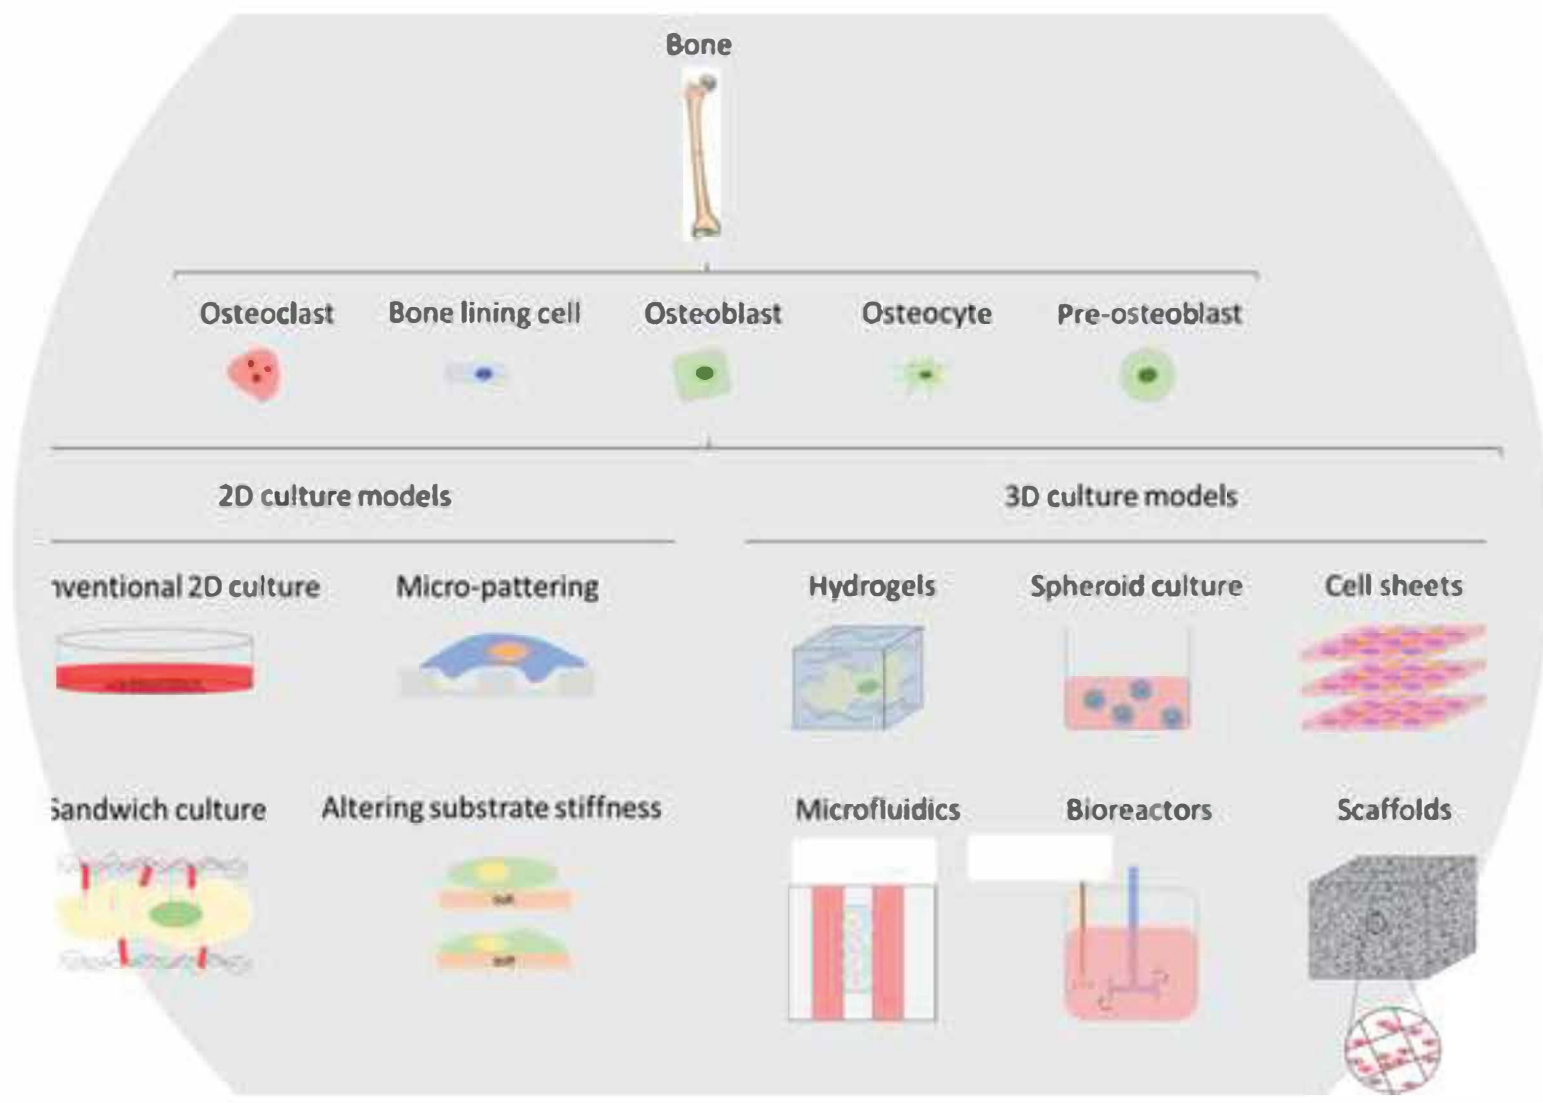 Bone
Osteoclast Bone lining cell Osteoblast Osteocyte Pre-osteoblast
2D culture models 3D culture models
nventional 2D culture Micro-pattering Hydrogels Spheroid culture Cell sheets
Sandwich culture Altering substrate stiffness Microfluidics Bioreactors Scaffolds